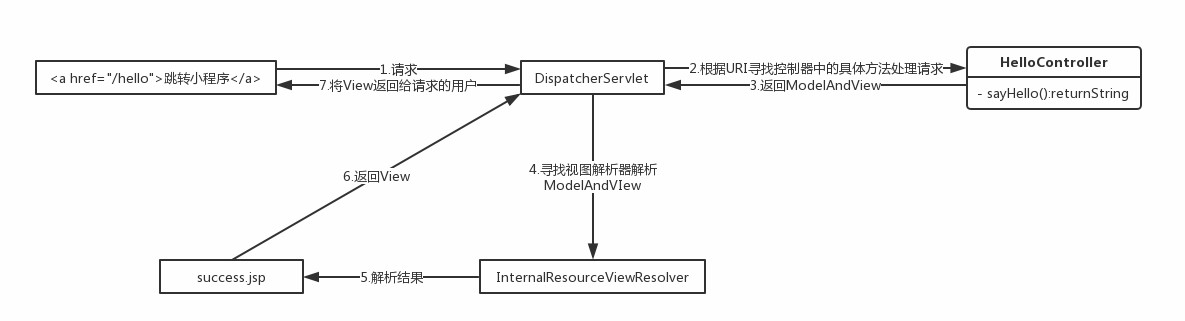 <a href="/hello">跳转小程序</a>
1.请求
7.将View返回给请求的用户
DispatcherServlet
2.根据URI寻找控制器中的具体方法处理请求
3.返回ModelAndView
HelloController
- sayHello():returnString
4.寻找视图解析器解析
ModelAndVIew
6.返回View
success.jsp
5.解析结果
InternalResourceViewResolver